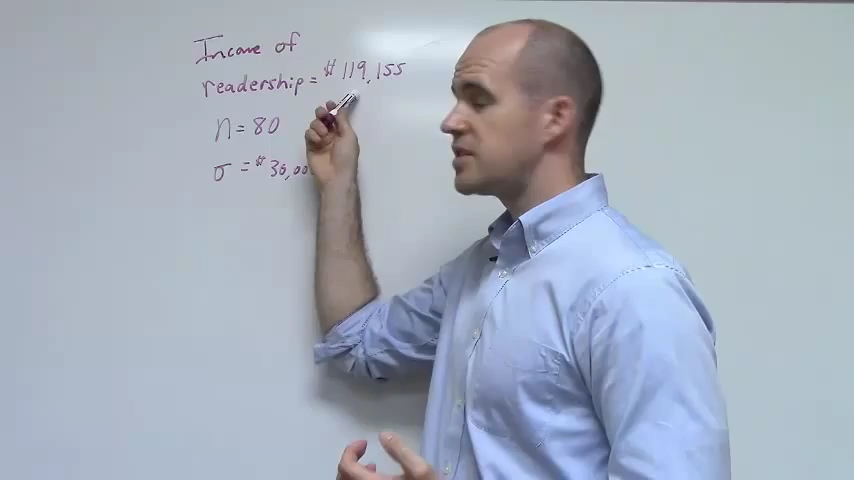 Income of
readership = $ 119,155
n = 80
σ = $ 30,00